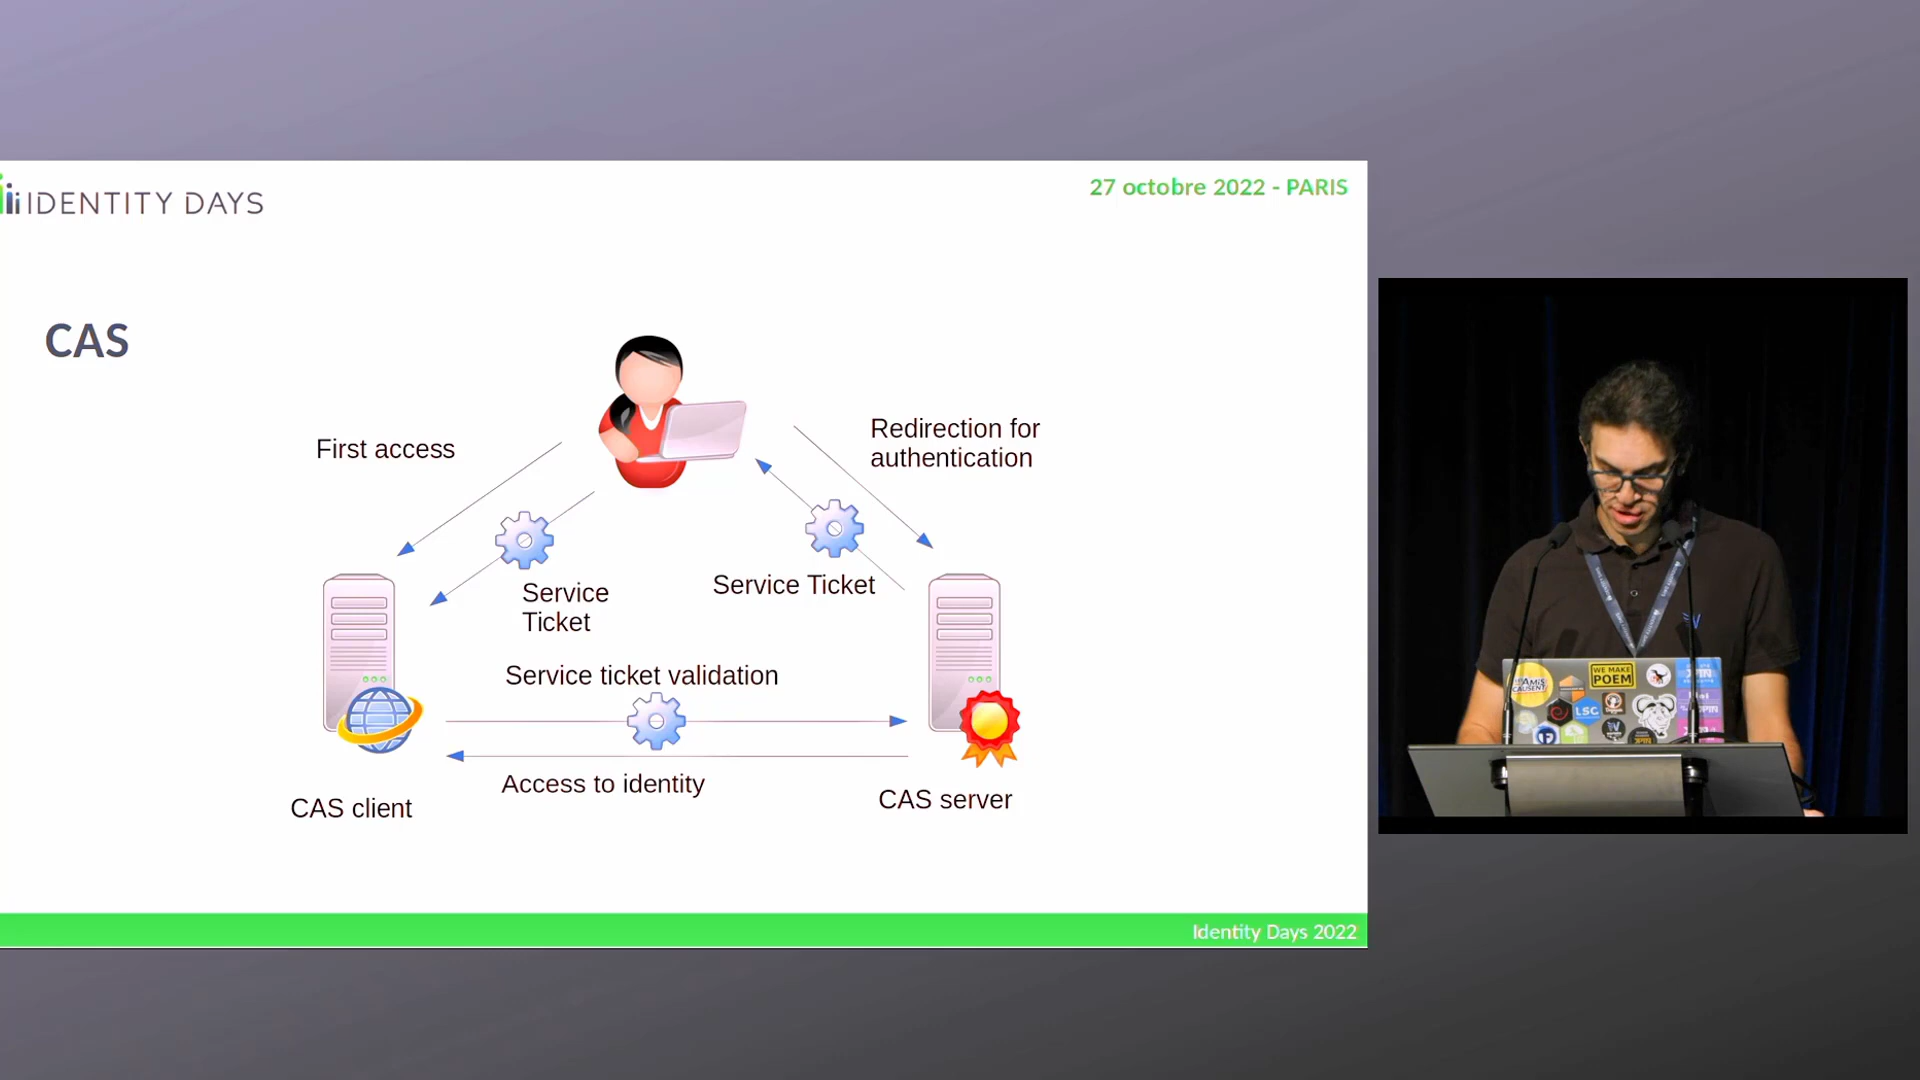 IDENTITY DAYS
27 octobre 2022 - PARIS
CAS
First access
Redirection for
authentication
Service
Ticket
Service Ticket
Service ticket validation
Access to identity
CAS client
CAS server
Identity Days 2022
WE MAKE
POEM
LSC